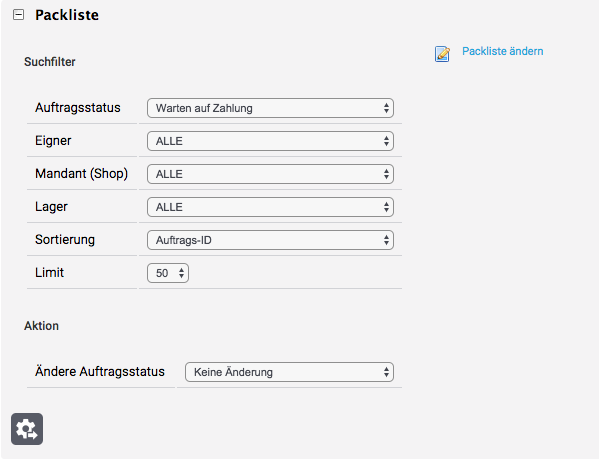 Packliste
Packliste ändern
Suchfilter
Auftragsstatus Warten auf Zahlung
Eigner ALLE
Mandant (Shop) ALLE
Lager ALLE
Sortierung Auftrags-ID
Limit 50
Aktion
Ändere Auftragsstatus Keine Änderung